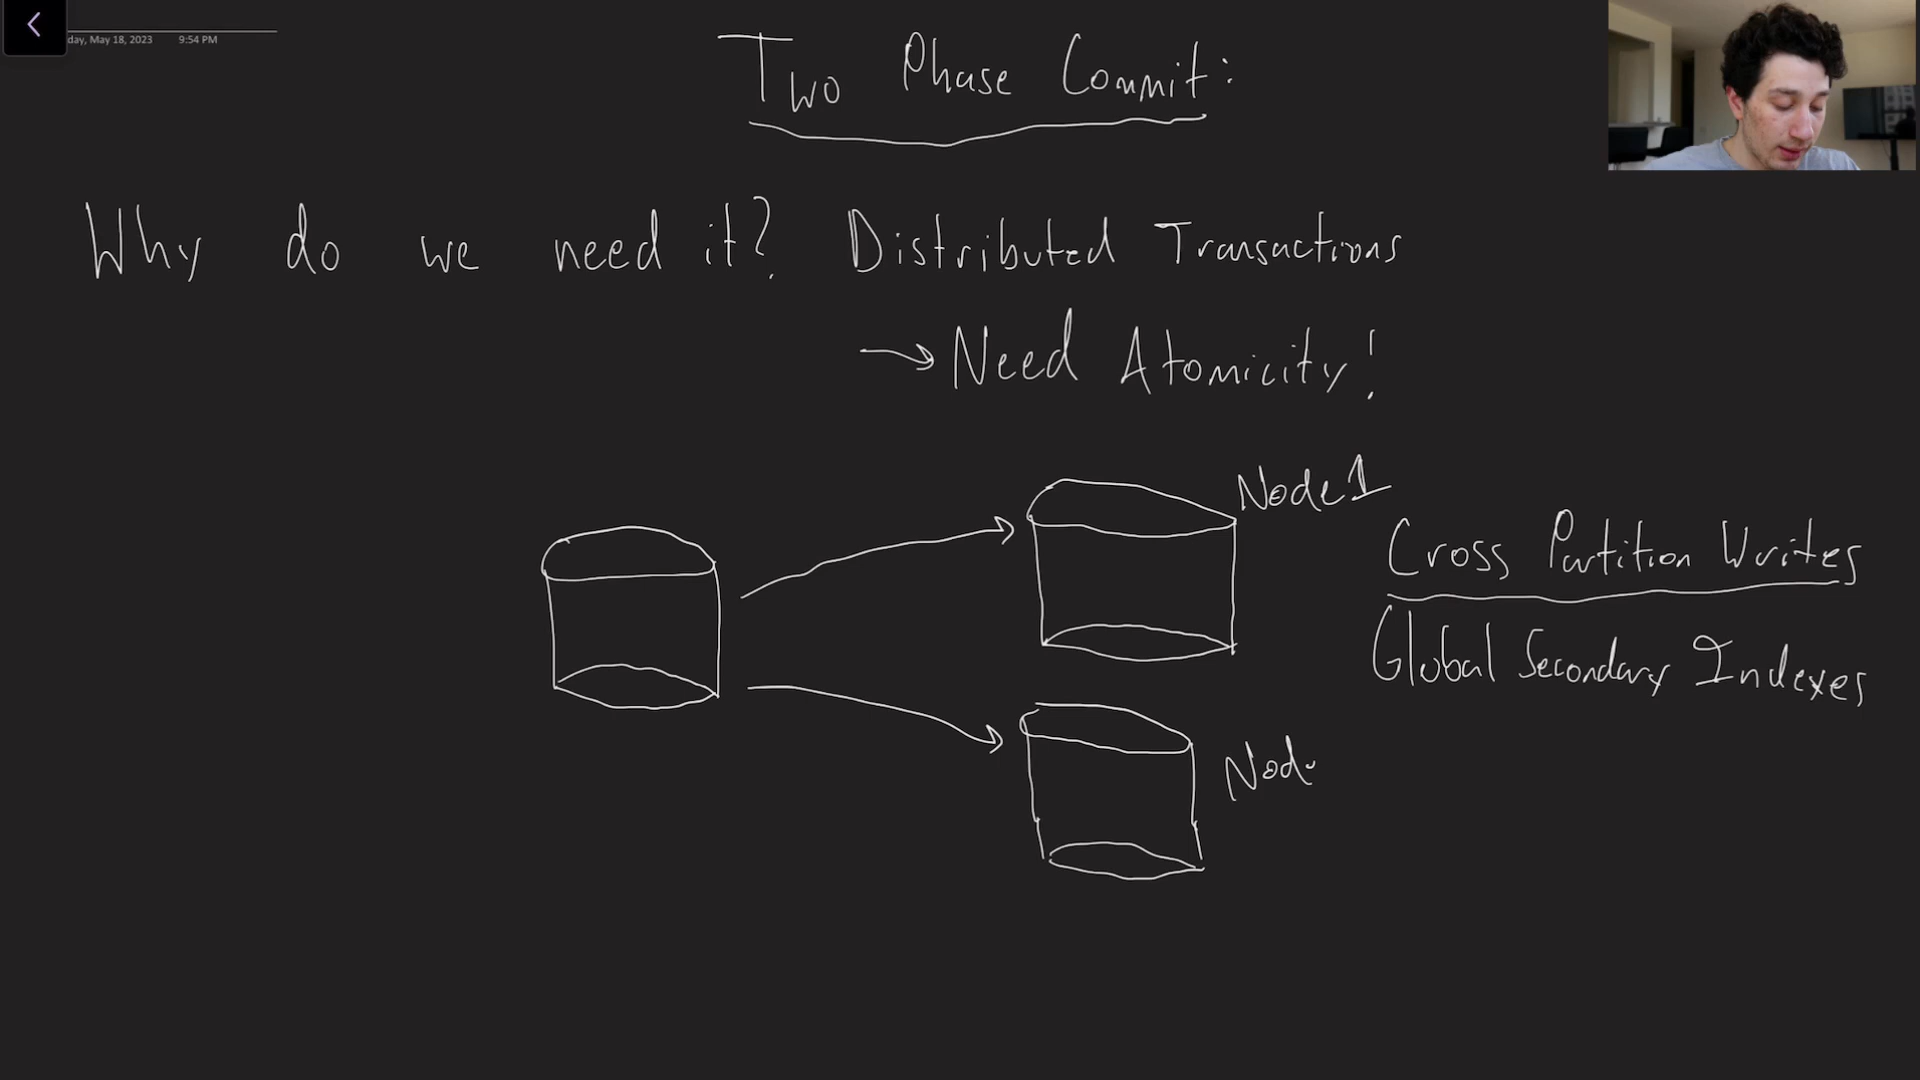 day, May 18, 2023 9:54 PM
Two Phase Commit:
Why do we need it? Distributed Transactions
→ Need Atomicity!
Node 1
Cross Partition Writes
Global Secondary Indexes
Nod